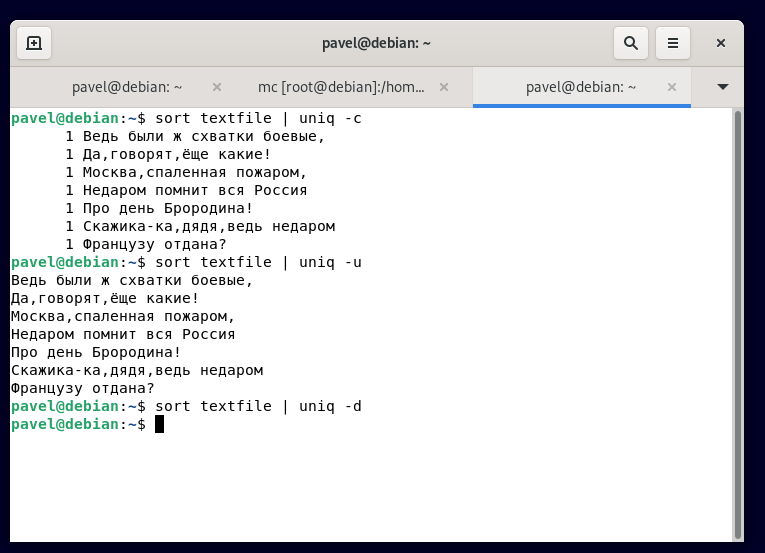 pavel@debian: ~
pavel@debian: ~
mc [root@debian]:/hom...
pavel@debian: ~
pavel@debian:~$ sort textfile | uniq -c
1 Ведь были ж схватки боевые,
1 Да,говорят,ёще какие!
1 Москва,спаленная пожаром,
1 Недаром помнит вся Россия
1 Про день Брородина!
1 Скажика-ка,дядя,ведь недаром
1 Французу отдана?
pavel@debian:~$ sort textfile | uniq -u
Ведь были ж схватки боевые,
Да,говорят,ёще какие!
Москва,спаленная пожаром,
Недаром помнит вся Россия
Про день Брородина!
Скажика-ка,дядя,ведь недаром
Французу отдана?
pavel@debian:~$ sort textfile | uniq -d
pavel@debian:~$